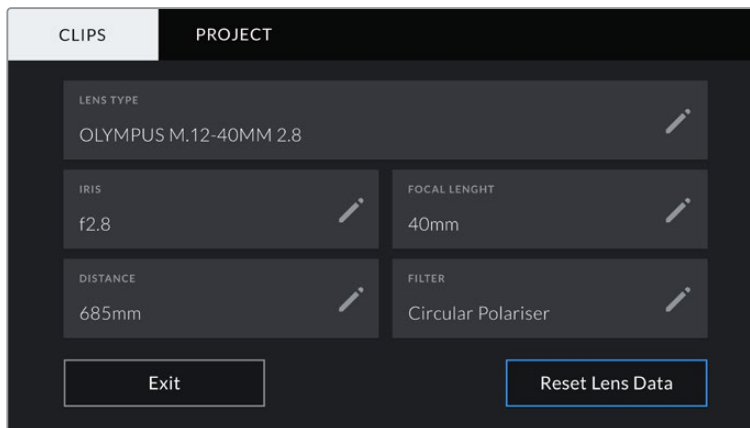 CLIPS PROJECT
LENS TYPE
OLYMPUS M.12-40MM 2.8
IRIS
f2.8
FOCAL LENGHT
40mm
DISTANCE
685mm
FILTER
Circular Polariser
Exit
Reset Lens Data